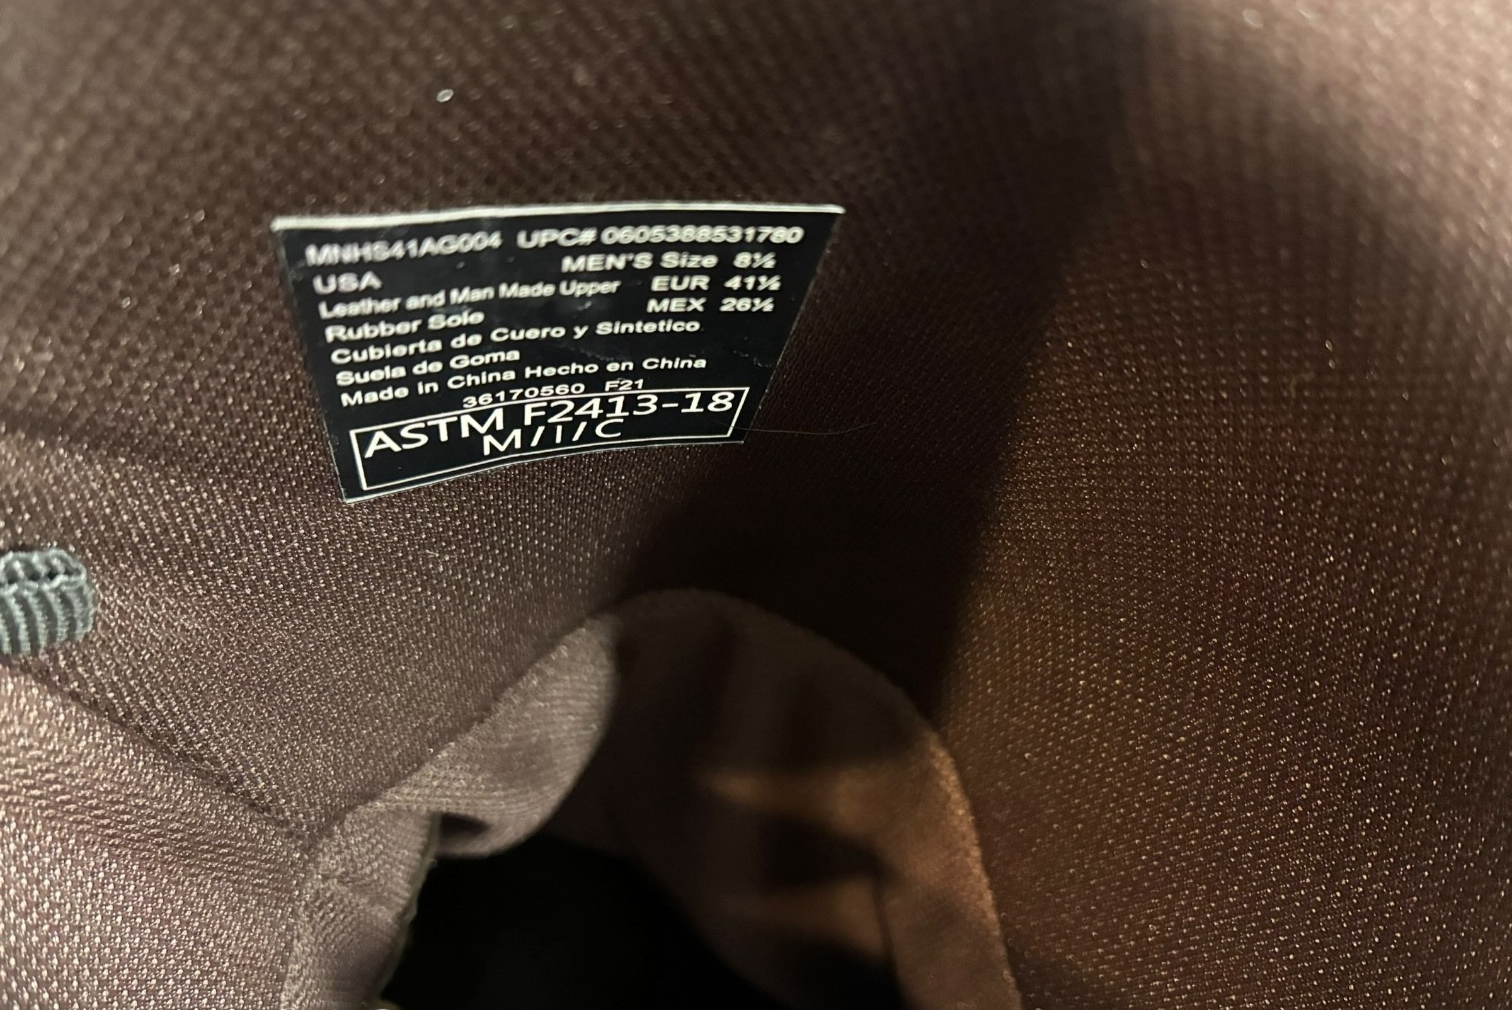 MNHS41AG004 UPC# 0605388531780
USA MEN'S Size 8½
Leather and Man Made Upper EUR 41½
Rubber Sole MEX 26½
Cubierta de Cuero y Sintetico
Suela de Goma
Made in China Hecho en China
36170560 F21
ASTM F2413-18
M/I/C